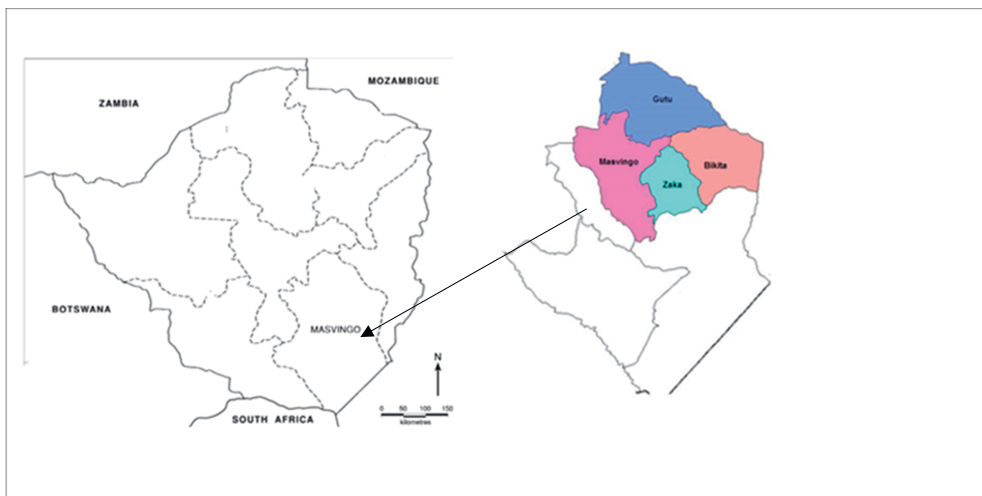 MOZAMBIQUE
ZAMBIA
BOTSWANA
MASVINGO
N
0 50 100 150
kilometres
SOUTH AFRICA
Gutu
Masvingo
Bikita
Zaka